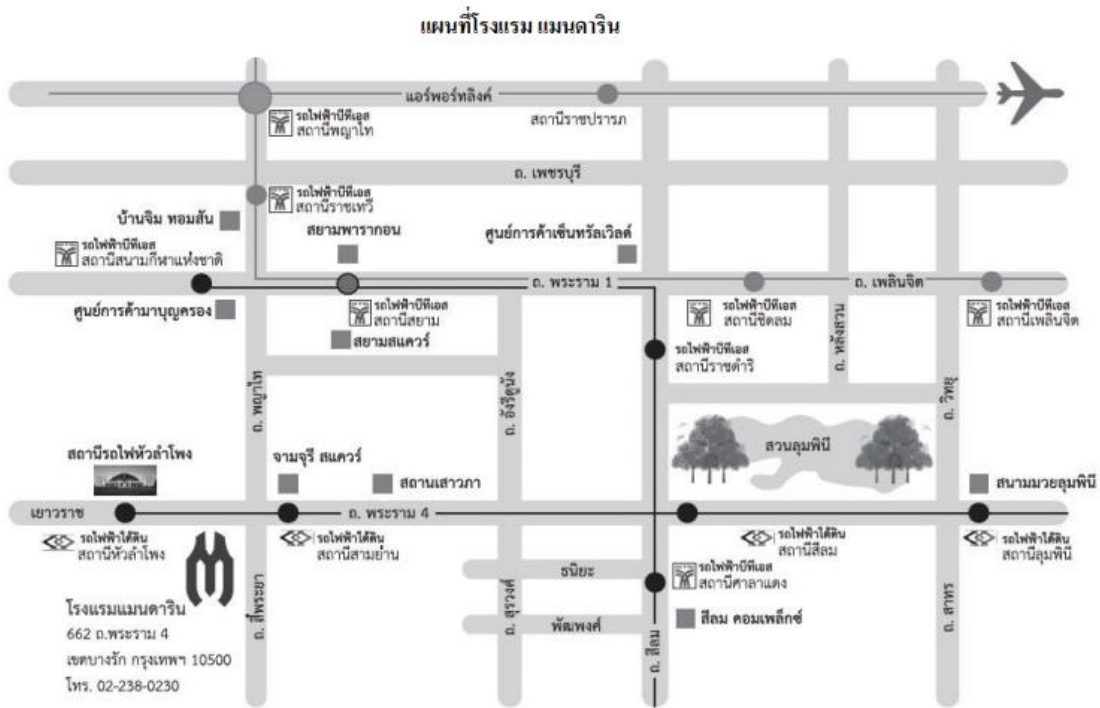 แผนที่โรงแรม แมนดาริน
แอร์พอร์ทลิงค์
รถไฟฟ้าบีทีเอส
สถานีพญาไท
สถานีราชปรารภ
ถ. เพชรบุรี
รถไฟฟ้าบีทีเอส
สถานีราชเทวี
บ้านจิม ทอมสัน
สยามพารากอน
ศูนย์การค้าเซ็นทรัลเวิลด์
รถไฟฟ้าบีทีเอส
สถานีสนามกีฬาแห่งชาติ
ถ. พระราม 1
ถ. เพลินจิต
ศูนย์การค้ามาบุญครอง
รถไฟฟ้าบีทีเอส
สถานีสยาม
รถไฟฟ้าบีทีเอส
สถานีชิดลม
รถไฟฟ้าบีทีเอส
สถานีเพลินจิต
สยามสแควร์
รถไฟฟ้าบีทีเอส
สถานีราชดำริ
ถ. หลังสวน
ถ. พญาไท
ถ. อังรีดูนัง
ถ. วิทยุ
สวนลุมพินี
สถานีรถไฟหัวลำโพง
จามจุรี สแควร์
สถานเสาวภา
สนามมวยลุมพินี
เยาวราช
ถ. พระราม 4
รถไฟฟ้าใต้ดิน
สถานีหัวลำโพง
รถไฟฟ้าใต้ดิน
สถานีสามย่าน
รถไฟฟ้าใต้ดิน
สถานีสีลม
รถไฟฟ้าใต้ดิน
สถานีลุมพินี
ธนิยะ
รถไฟฟ้าบีทีเอส
สถานีศาลาแดง
พัฒพงศ์
สีลม คอมเพล็กซ์
ถ. สี่พระยา
ถ. สุรวงศ์
ถ. สีลม
ถ. สาทร
โรงแรมแมนดาริน
662 ถ.พระราม 4
เขตบางรัก กรุงเทพฯ 10500
โทร. 02-238-0230